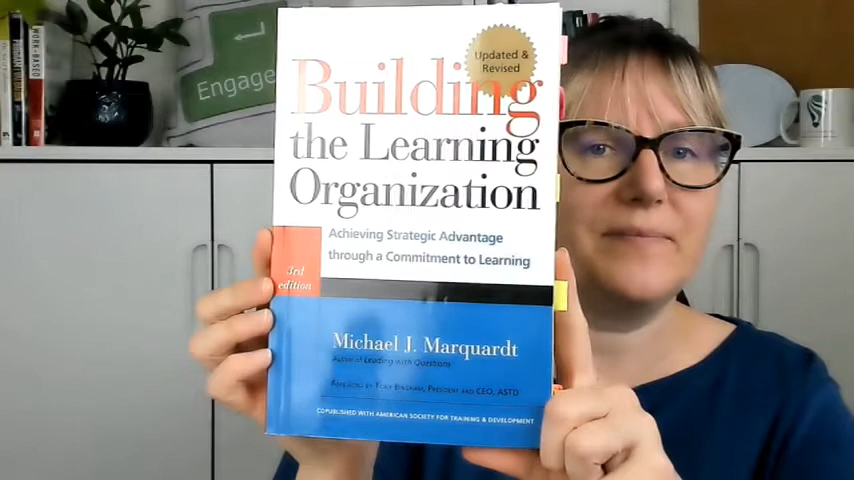 WORK-BASED
Engage
Updated &
Revised
Building
the Learning
Organization
Achieving Strategic Advantage
through a Commitment to Learning
3rd
edition
Michael J. Marquardt
Author of Leading with Questions
Foreword by Tony Bingham, President and CEO, ASTD
COPUBLISHED WITH AMERICAN SOCIETY FOR TRAINING & DEVELOPMENT